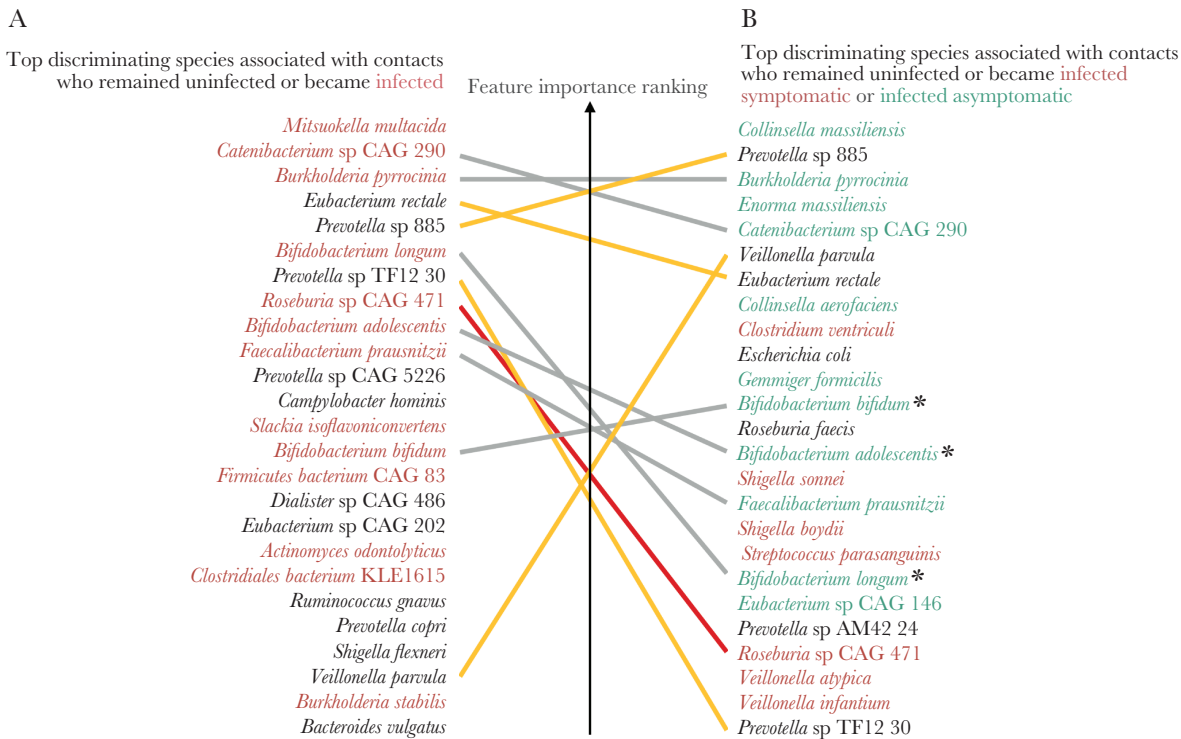 A
Top discriminating species associated with contacts
who remained uninfected or became infected
Mitsuokella multacida
Catenibacterium sp CAG 290
Burkholderia pyrrocinia
Eubacterium rectale
Prevotella sp 885
Bifidobacterium longum
Prevotella sp TF12 30
Roseburia sp CAG 471
Bifidobacterium adolescentis
Faecalibacterium prausnitzii
Prevotella sp CAG 5226
Campylobacter hominis
Slackia isoflavoniconvertens
Bifidobacterium bifidum
Firmicutes bacterium CAG 83
Dialister sp CAG 486
Eubacterium sp CAG 202
Actinomyces odontolyticus
Clostridiales bacterium KLE1615
Ruminococcus gnavus
Prevotella copri
Shigella flexneri
Veillonella parvula
Burkholderia stabilis
Bacteroides vulgatus
Feature importance ranking
B
Top discriminating species associated with contacts
who remained uninfected or became infected
symptomatic or infected asymptomatic
Collinsella massiliensis
Prevotella sp 885
Burkholderia pyrrocinia
Enorma massiliensis
Catenibacterium sp CAG 290
Veillonella parvula
Eubacterium rectale
Collinsella aerofaciens
Clostridium ventriculi
Escherichia coli
Gemmiger formicilis
Bifidobacterium bifidum*
Roseburia faecis
Bifidobacterium adolescentis*
Shigella sonnei
Faecalibacterium prausnitzii
Shigella boydii
Streptococcus parasanguinis
Bifidobacterium longum*
Eubacterium sp CAG 146
Prevotella sp AM42 24
Roseburia sp CAG 471
Veillonella atypica
Veillonella infantium
Prevotella sp TF12 30